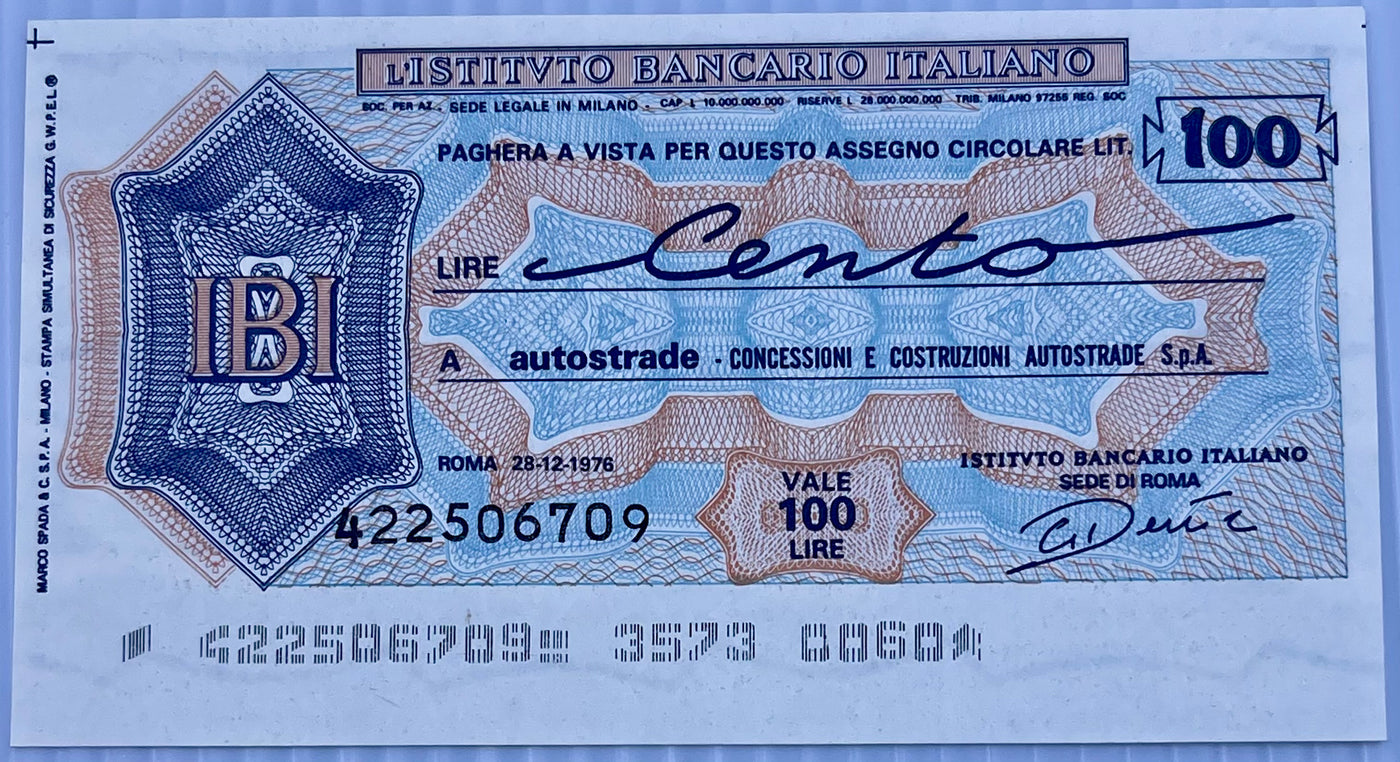 L'ISTITVTO BANCARIO ITALIANO
SOC. PER AZ. - SEDE LEGALE IN MILANO - CAP. L. 10.000.000.000 RISERVE L. 28.000.000.000 TRIB. MILANO 97256 REG. SOC
PAGHERA A VISTA PER QUESTO ASSEGNO CIRCOLARE LIT. 100
LIRE Cento
A autostrade - CONCESSIONI E COSTRUZIONI AUTOSTRADE S.p.A.
IBI
ROMA 28-12-1976
422506709
VALE
100
LIRE
ISTITVTO BANCARIO ITALIANO
SEDE DI ROMA
422506709 3573 0060
MARCO SPADA & C. S.P.A. - MILANO - STAMPA SIMULTANEA DI SICUREZZA G.W.P.E.L.®